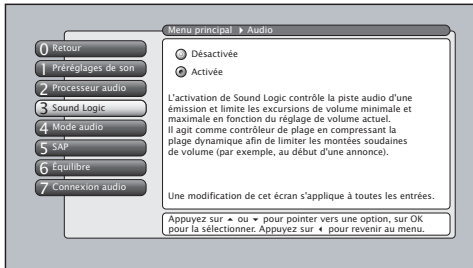 Menu principal ▸ Audio
0 Retour
1 Préréglages de son
2 Processeur audio
3 Sound Logic
4 Mode audio
5 SAP
6 Équilibre
7 Connexion audio
Désactivée
Activée
L'activation de Sound Logic contrôle la piste audio d'une
émission et limite les excursions de volume minimale et
maximale en fonction du réglage de volume actuel.
Il agit comme contrôleur de plage en compressant la
plage dynamique afin de limiter les montées soudaines
de volume (par exemple, au début d'une annonce).
Une modification de cet écran s'applique à toutes les entrées.
Appuyez sur ▴ ou ▾ pour pointer vers une option, sur OK
pour la sélectionner. Appuyez sur ◂ pour revenir au menu.